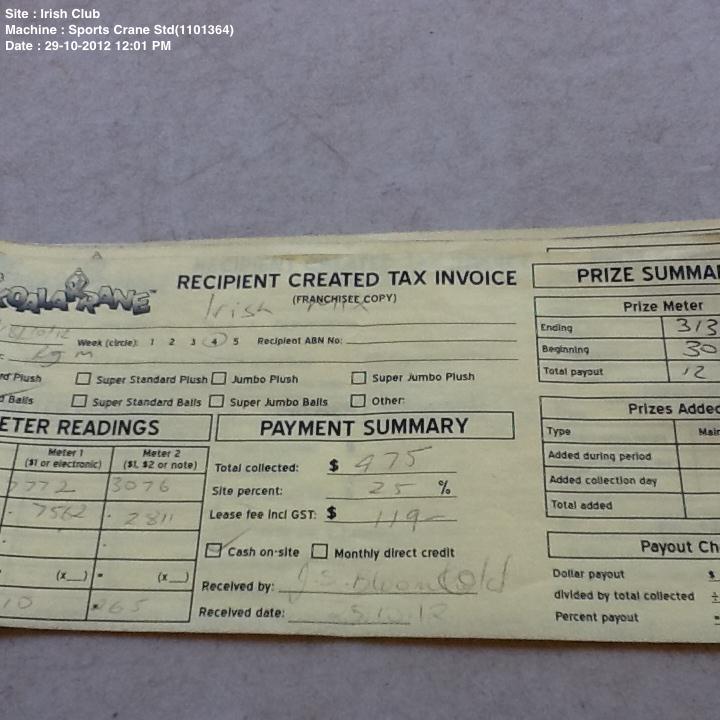 Site : Irish Club
Machine : Sports Crane Std(1101364)
Date : 29-10-2012 12:01 PM
RECIPIENT CREATED TAX INVOICE
(FRANCHISEE COPY)
Irish
Week (circle): 1 2 3 4 5 Recipient ABN No:
Plush Super Standard Plush Jumbo Plush Super Jumbo Plush
Balls Super Standard Balls Super Jumbo Balls Other:
METER READINGS
Meter 1 Meter 2
($1 or electronic) ($1, $2 or note)
7772 3076
7562 2811
(x__) = (x__)
265
PAYMENT SUMMARY
Total collected: $ 475
Site percent: 25 %
Lease fee incl GST: $ 119-
Cash on-site Monthly direct credit
Received by:
Received date:
PRIZE SUMMA
Prize Meter
Ending 313
Beginning 30
Total payout 12
Prizes Added
Type Mai
Added during period
Added collection day
Total added
Payout Ch
Dollar payout $
divided by total collected ÷
Percent payout =